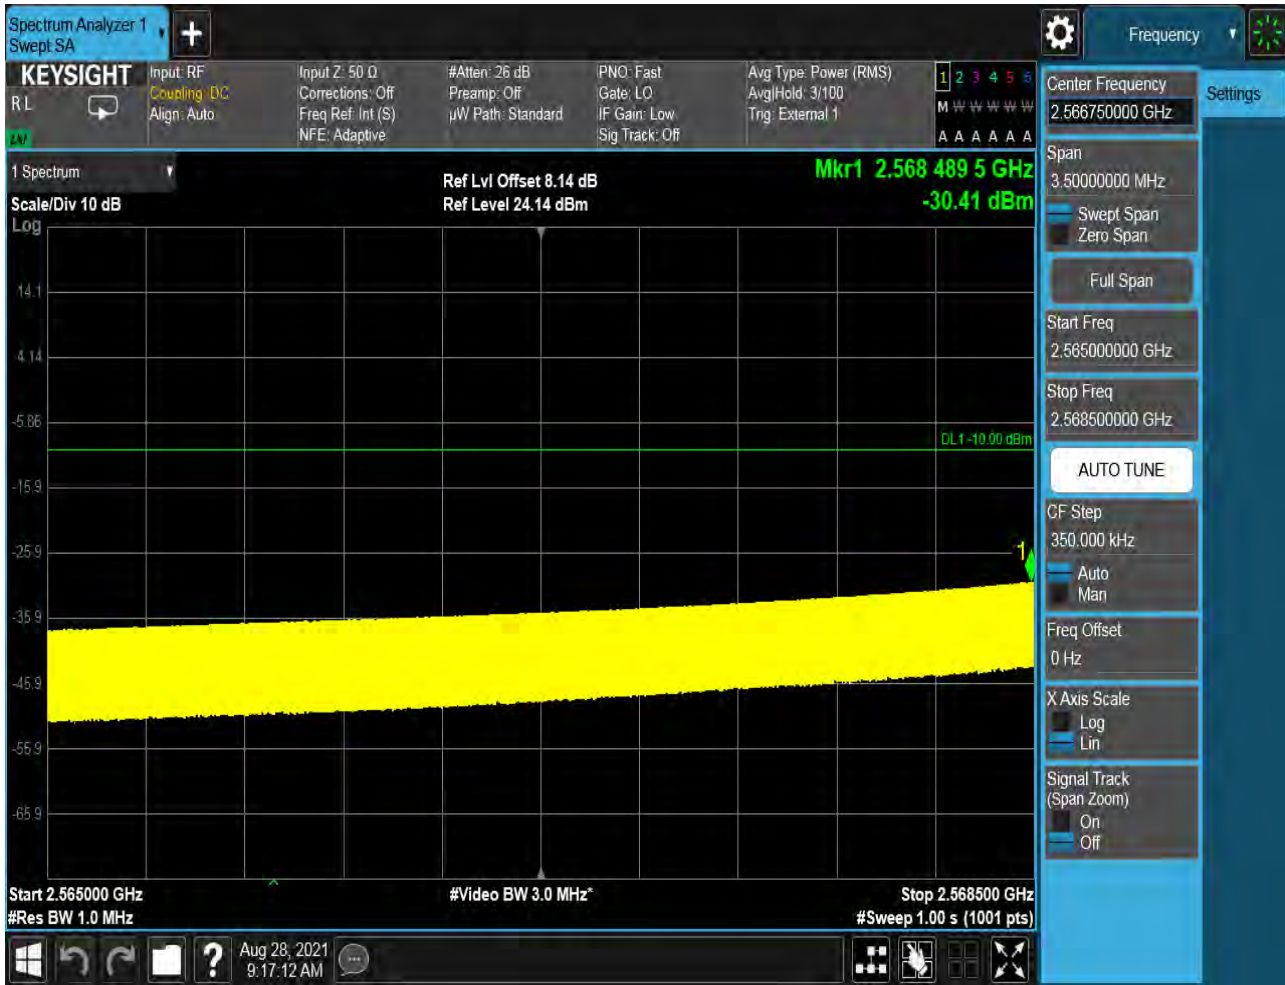 Spectrum Analyzer 1
Swept SA
Frequency
KEYSIGHT
RL
Input: RF
Coupling: DC
Align: Auto
Input Z: 50 Ω
Corrections: Off
Freq Ref: Int (S)
NFE: Adaptive
#Atten: 26 dB
Preamp: Off
µW Path: Standard
PNO: Fast
Gate: LO
IF Gain: Low
Sig Track: Off
Avg Type: Power (RMS)
Avg|Hold: 3/100
Trig: External 1
1 2 3 4 5 6
M W W W W W
A A A A A A
1 Spectrum
Scale/Div 10 dB
Log
Ref Lvl Offset 8.14 dB
Ref Level 24.14 dBm
Mkr1 2.568 489 5 GHz
-30.41 dBm
14.1
4.14
-5.86
-15.9
-25.9
-35.9
-45.9
-55.9
-65.9
DL1 -10.00 dBm
1
Start 2.565000 GHz
#Res BW 1.0 MHz
#Video BW 3.0 MHz*
Stop 2.568500 GHz
#Sweep 1.00 s (1001 pts)
Center Frequency
2.566750000 GHz
Settings
Span
3.50000000 MHz
Swept Span
Zero Span
Full Span
Start Freq
2.565000000 GHz
Stop Freq
2.568500000 GHz
AUTO TUNE
CF Step
350.000 kHz
Auto
Man
Freq Offset
0 Hz
X Axis Scale
Log
Lin
Signal Track
(Span Zoom)
On
Off
?
Aug 28, 2021
9:17:12 AM